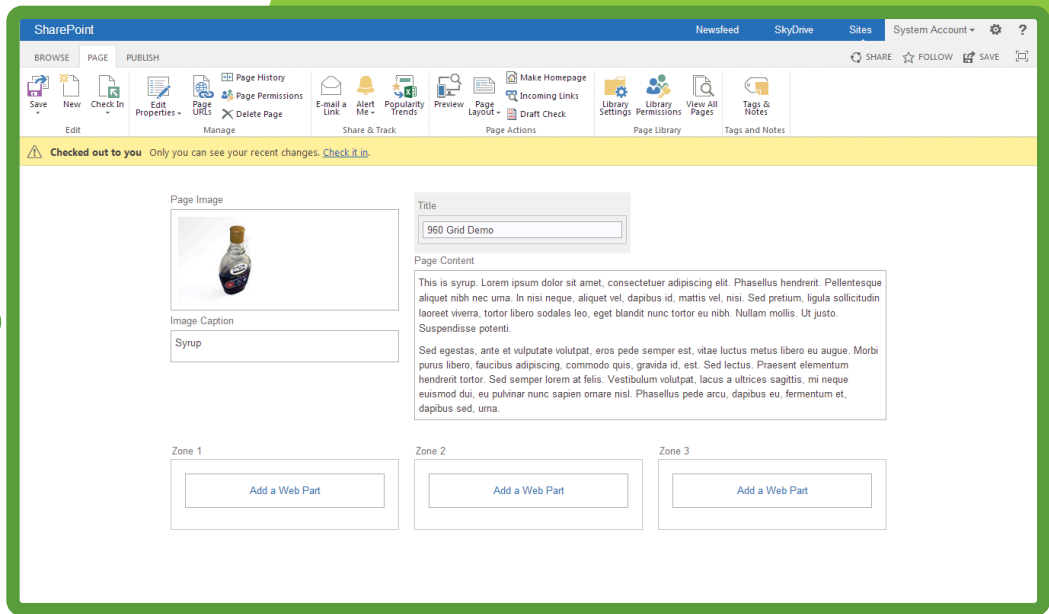 SharePoint
Newsfeed SkyDrive Sites System Account ?
BROWSE PAGE PUBLISH
SHARE FOLLOW SAVE
Save
New
Check In
Edit
Properties
Page
URLs
Page History
Page Permissions
Delete Page
E-mail a
Link
Alert
Me
Popularity
Trends
Preview
Page
Layout
Make Homepage
Incoming Links
Draft Check
Library
Settings
Library
Permissions
View All
Pages
Tags &
Notes
Edit Manage Share & Track Page Actions Page Library Tags and Notes
Checked out to you Only you can see your recent changes. Check it in.
Page Image
Image Caption
Syrup
Title
960 Grid Demo
Page Content
This is syrup. Lorem ipsum dolor sit amet, consectetuer adipiscing elit. Phasellus hendrerit. Pellentesque
aliquet nibh nec urna. In nisi neque, aliquet vel, dapibus id, mattis vel, nisi. Sed pretium, ligula sollicitudin
laoreet viverra, tortor libero sodales leo, eget blandit nunc tortor eu nibh. Nullam mollis. Ut justo.
Suspendisse potenti.
Sed egestas, ante et vulputate volutpat, eros pede semper est, vitae luctus metus libero eu augue. Morbi
purus libero, faucibus adipiscing, commodo quis, gravida id, est. Sed lectus. Praesent elementum
hendrerit tortor. Sed semper lorem at felis. Vestibulum volutpat, lacus a ultrices sagittis, mi neque
euismod dui, eu pulvinar nunc sapien ornare nisl. Phasellus pede arcu, dapibus eu, fermentum et,
dapibus sed, urna.
Zone 1
Add a Web Part
Zone 2
Add a Web Part
Zone 3
Add a Web Part